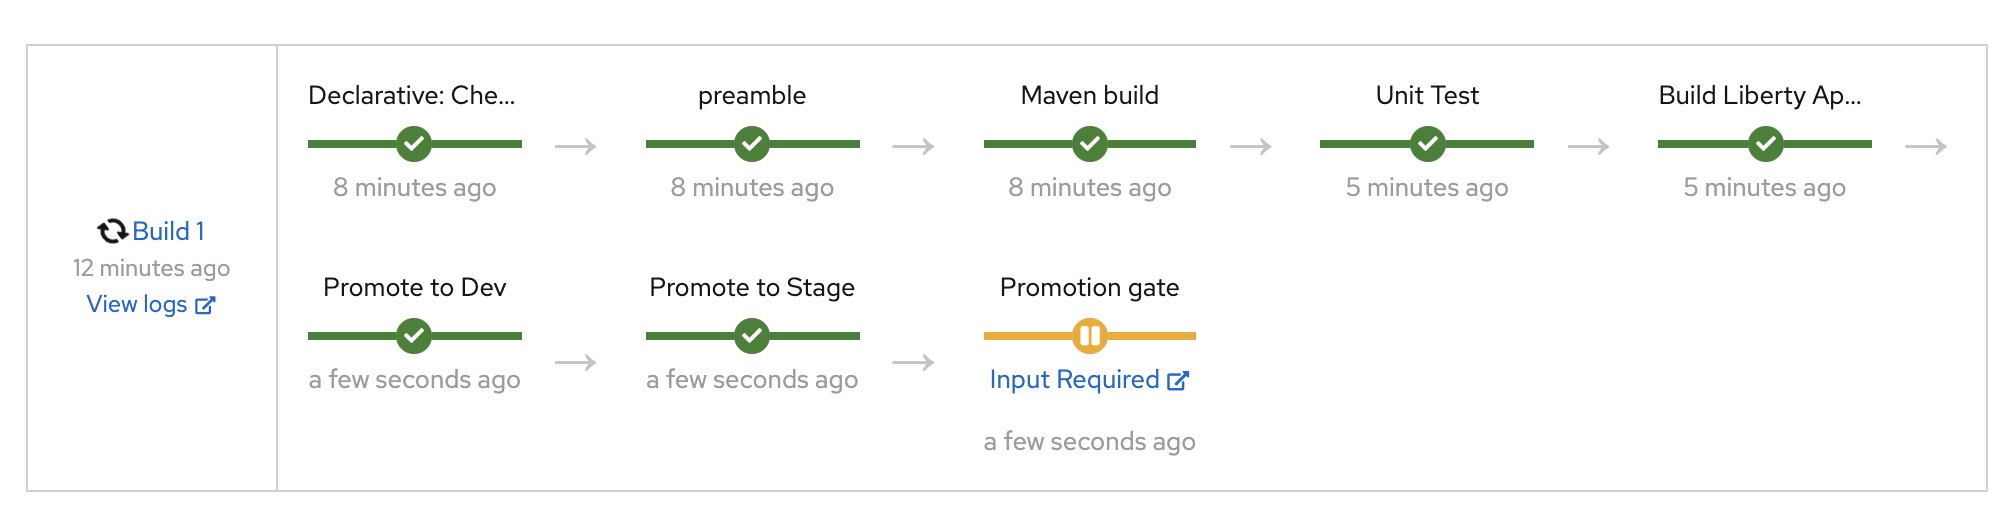 Declarative: Che...
preamble
Maven build
Unit Test
Build Liberty Ap...
8 minutes ago
8 minutes ago
8 minutes ago
5 minutes ago
5 minutes ago
Build 1
12 minutes ago
View logs
Promote to Dev
Promote to Stage
Promotion gate
a few seconds ago
a few seconds ago
Input Required
a few seconds ago